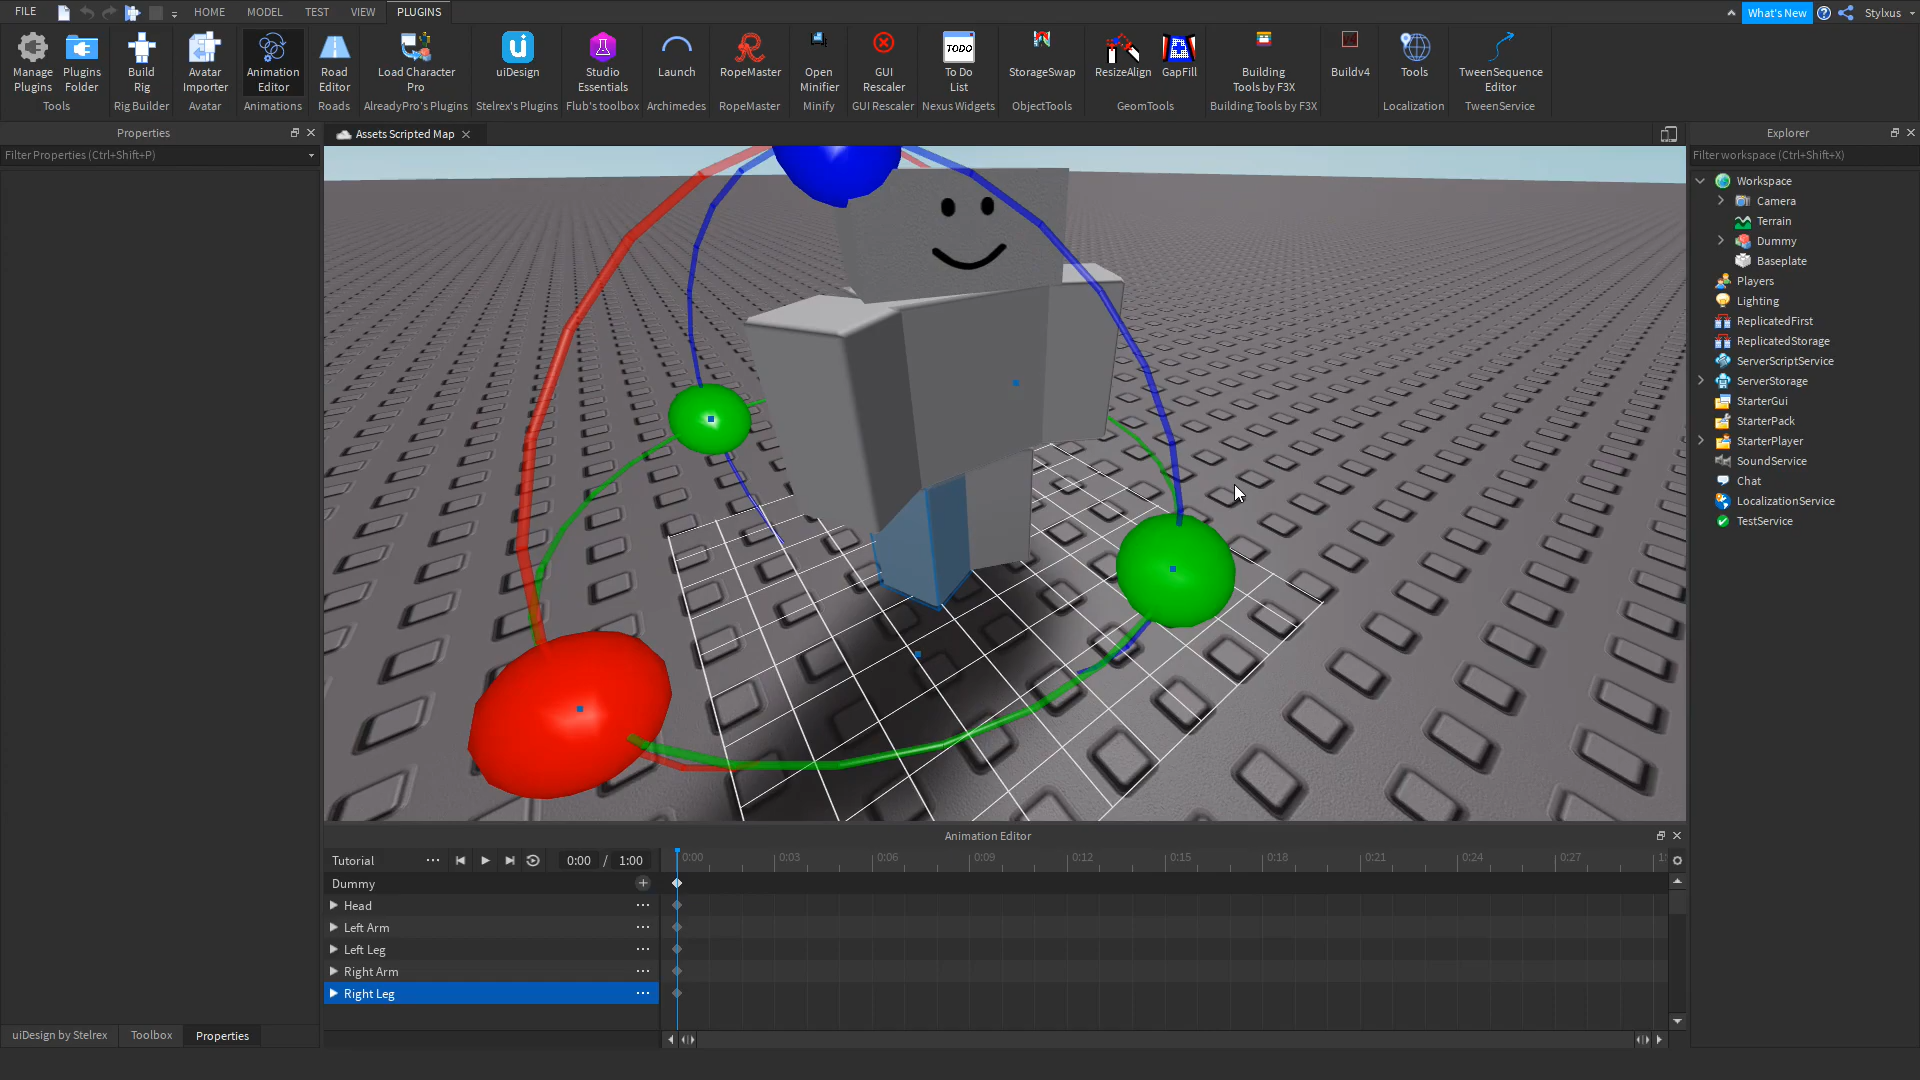 FILE HOME MODEL TEST VIEW PLUGINS What's New Stylxus
Manage Plugins
Plugins Folder
Tools
Build Rig
Rig Builder
Avatar Importer
Avatar
Animation Editor
Animations
Road Editor
Roads
Load Character Pro
AlreadyPro's Plugins
ui
uiDesign
Stelrex's Plugins
Studio Essentials
Flub's toolbox
Launch
Archimedes
RopeMaster
RopeMaster
Open Minifier
Minify
GUI Rescaler
GUI Rescaler
TODO
To Do List
Nexus Widgets
StorageSwap
ObjectTools
ResizeAlign GapFill
GeomTools
Building Tools by F3X
Building Tools by F3X
Buildv4
Tools
Localization
TweenSequence Editor
TweenService
Properties
Filter Properties (Ctrl+Shift+P)
Assets Scripted Map
Explorer
Filter workspace (Ctrl+Shift+X)
Workspace
Camera
Terrain
Dummy
Baseplate
Players
Lighting
ReplicatedFirst
ReplicatedStorage
ServerScriptService
ServerStorage
StarterGui
StarterPack
StarterPlayer
SoundService
Chat
LocalizationService
TestService
Animation Editor
Tutorial 0:00 / 1:00 0:00 0:03 0:06 0:09 0:12 0:15 0:18 0:21 0:24 0:27
Dummy
Head
Left Arm
Left Leg
Right Arm
Right Leg
uiDesign by Stelrex Toolbox Properties